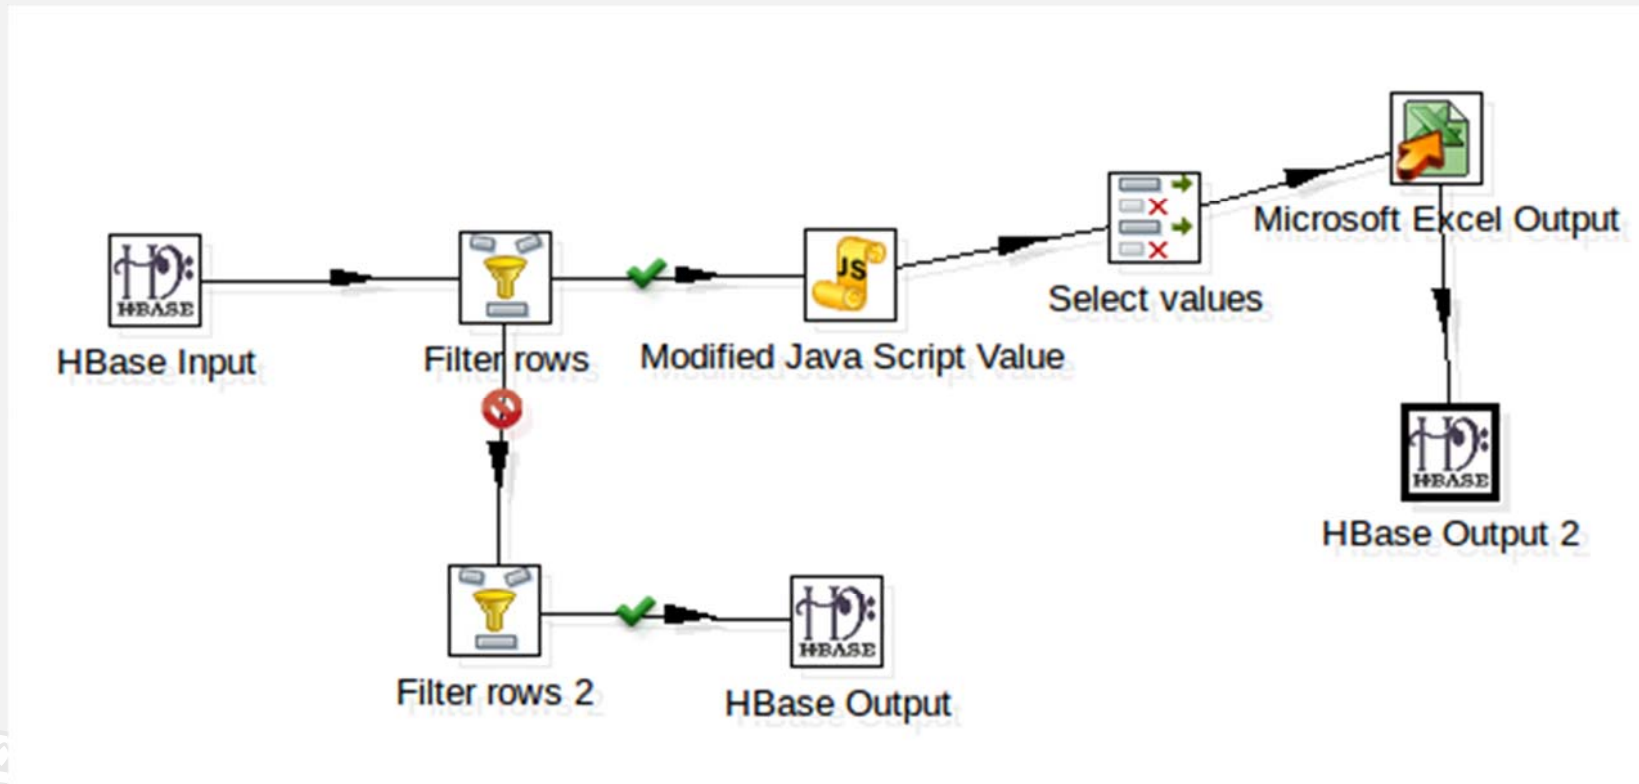 Microsoft Excel Output
Select values
JS
HBASE
HBase Input
Filter rows
Modified Java Script Value
HBASE
HBase Output 2
Filter rows 2
HBASE
HBase Output